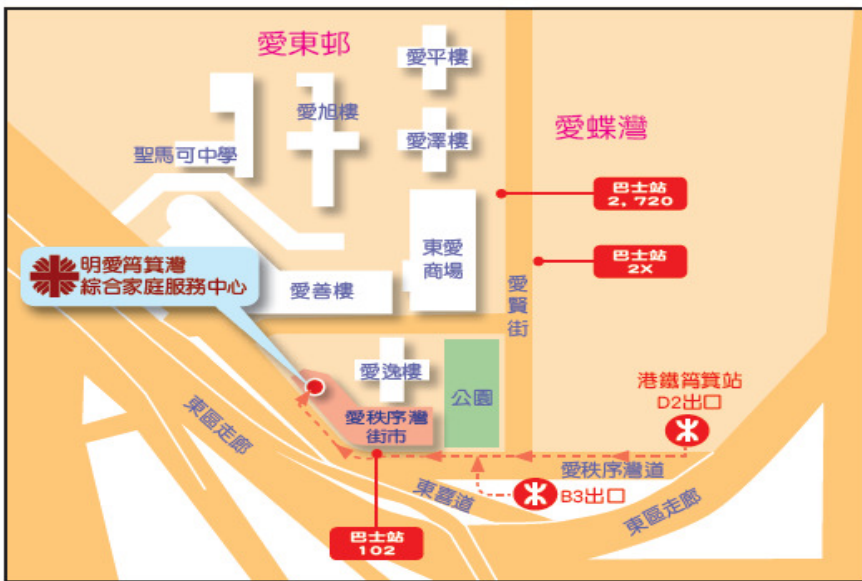 愛東邨
愛平樓
愛旭樓
愛澤樓
愛蝶灣
聖馬可中學
巴士站
2, 720
明愛筲箕灣
綜合家庭服務中心
東愛
商場
巴士站
2X
愛善樓
愛賢街
愛逸樓
公園
港鐵筲箕站
D2出口
愛秩序灣
街市
東區走廊
愛秩序灣道
東喜道
B3出口
東區走廊
巴士站
102